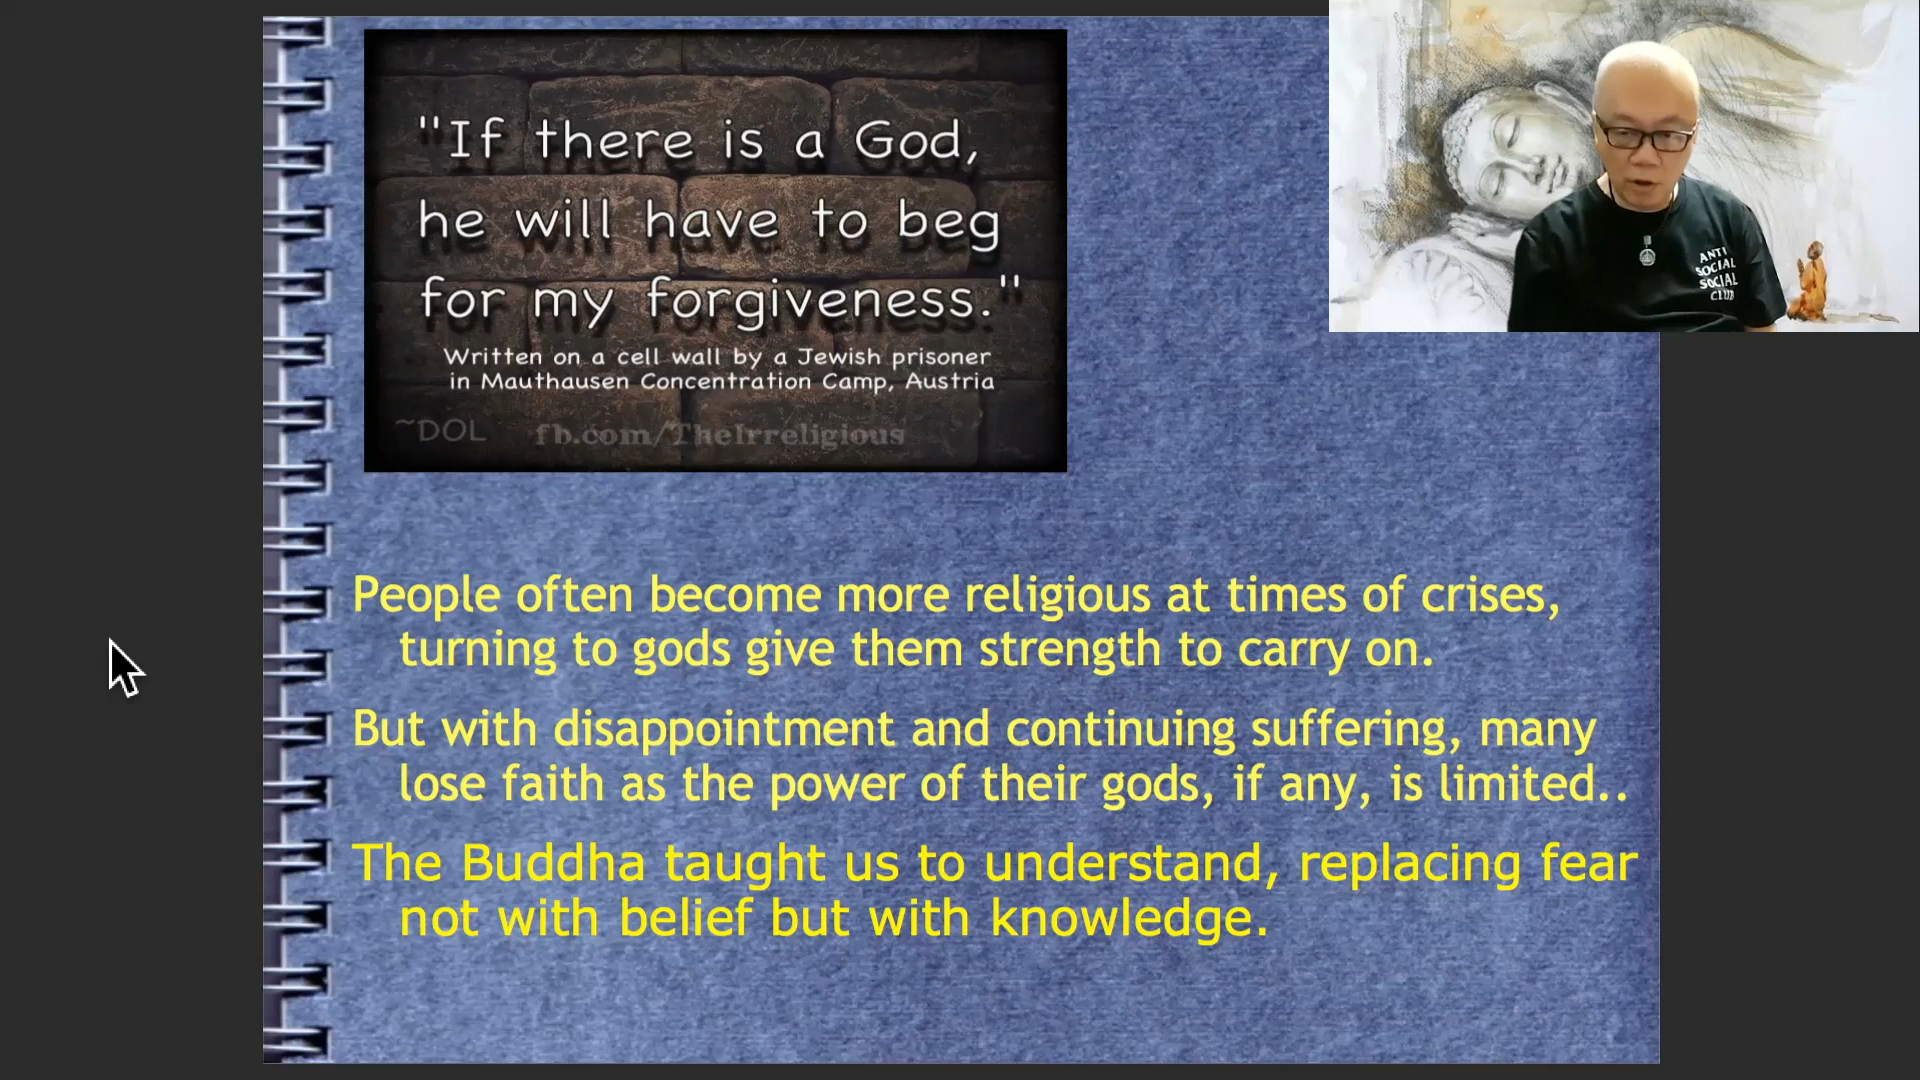 "If there is a God,
he will have to beg
for my forgiveness."
Written on a cell wall by a Jewish prisoner
in Mauthausen Concentration Camp, Austria
~DOL fb.com/TheIrreligious
ANTI
SOCIAL
SOCIAL
CLUB
People often become more religious at times of crises,
turning to gods give them strength to carry on.
But with disappointment and continuing suffering, many
lose faith as the power of their gods, if any, is limited..
The Buddha taught us to understand, replacing fear
not with belief but with knowledge.